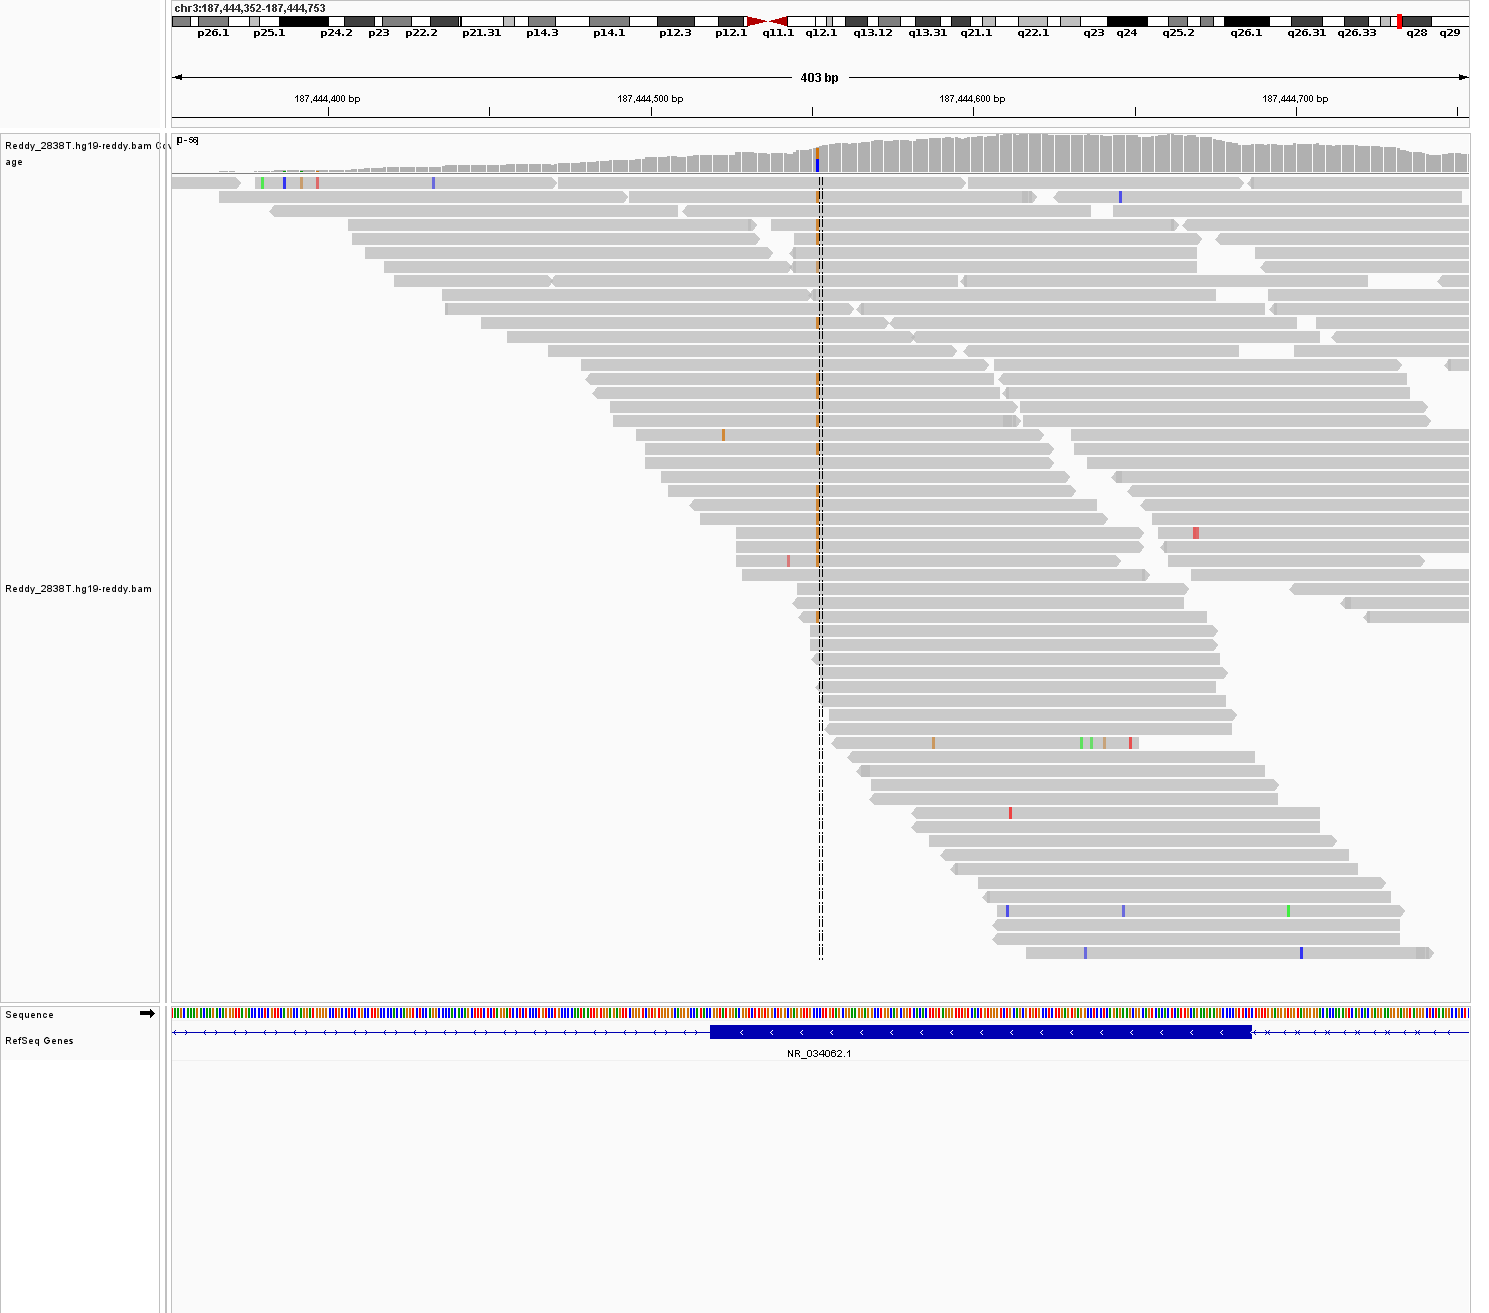 chr3:187,444,352-187,444,753
p26.1 p25.1 p24.2 p23 p22.2 p21.31 p14.3 p14.1 p12.3 p12.1 q11.1 q12.1 q13.12 q13.31 q21.1 q22.1 q23 q24 q25.2 q26.1 q26.31 q26.33 q28 q29
403 bp
187,444,400 bp 187,444,500 bp 187,444,600 bp 187,444,700 bp
Reddy_2838T.hg19-reddy.bam Cov
age
[0 - 56]
Reddy_2838T.hg19-reddy.bam
Sequence
RefSeq Genes
NR_034062.1